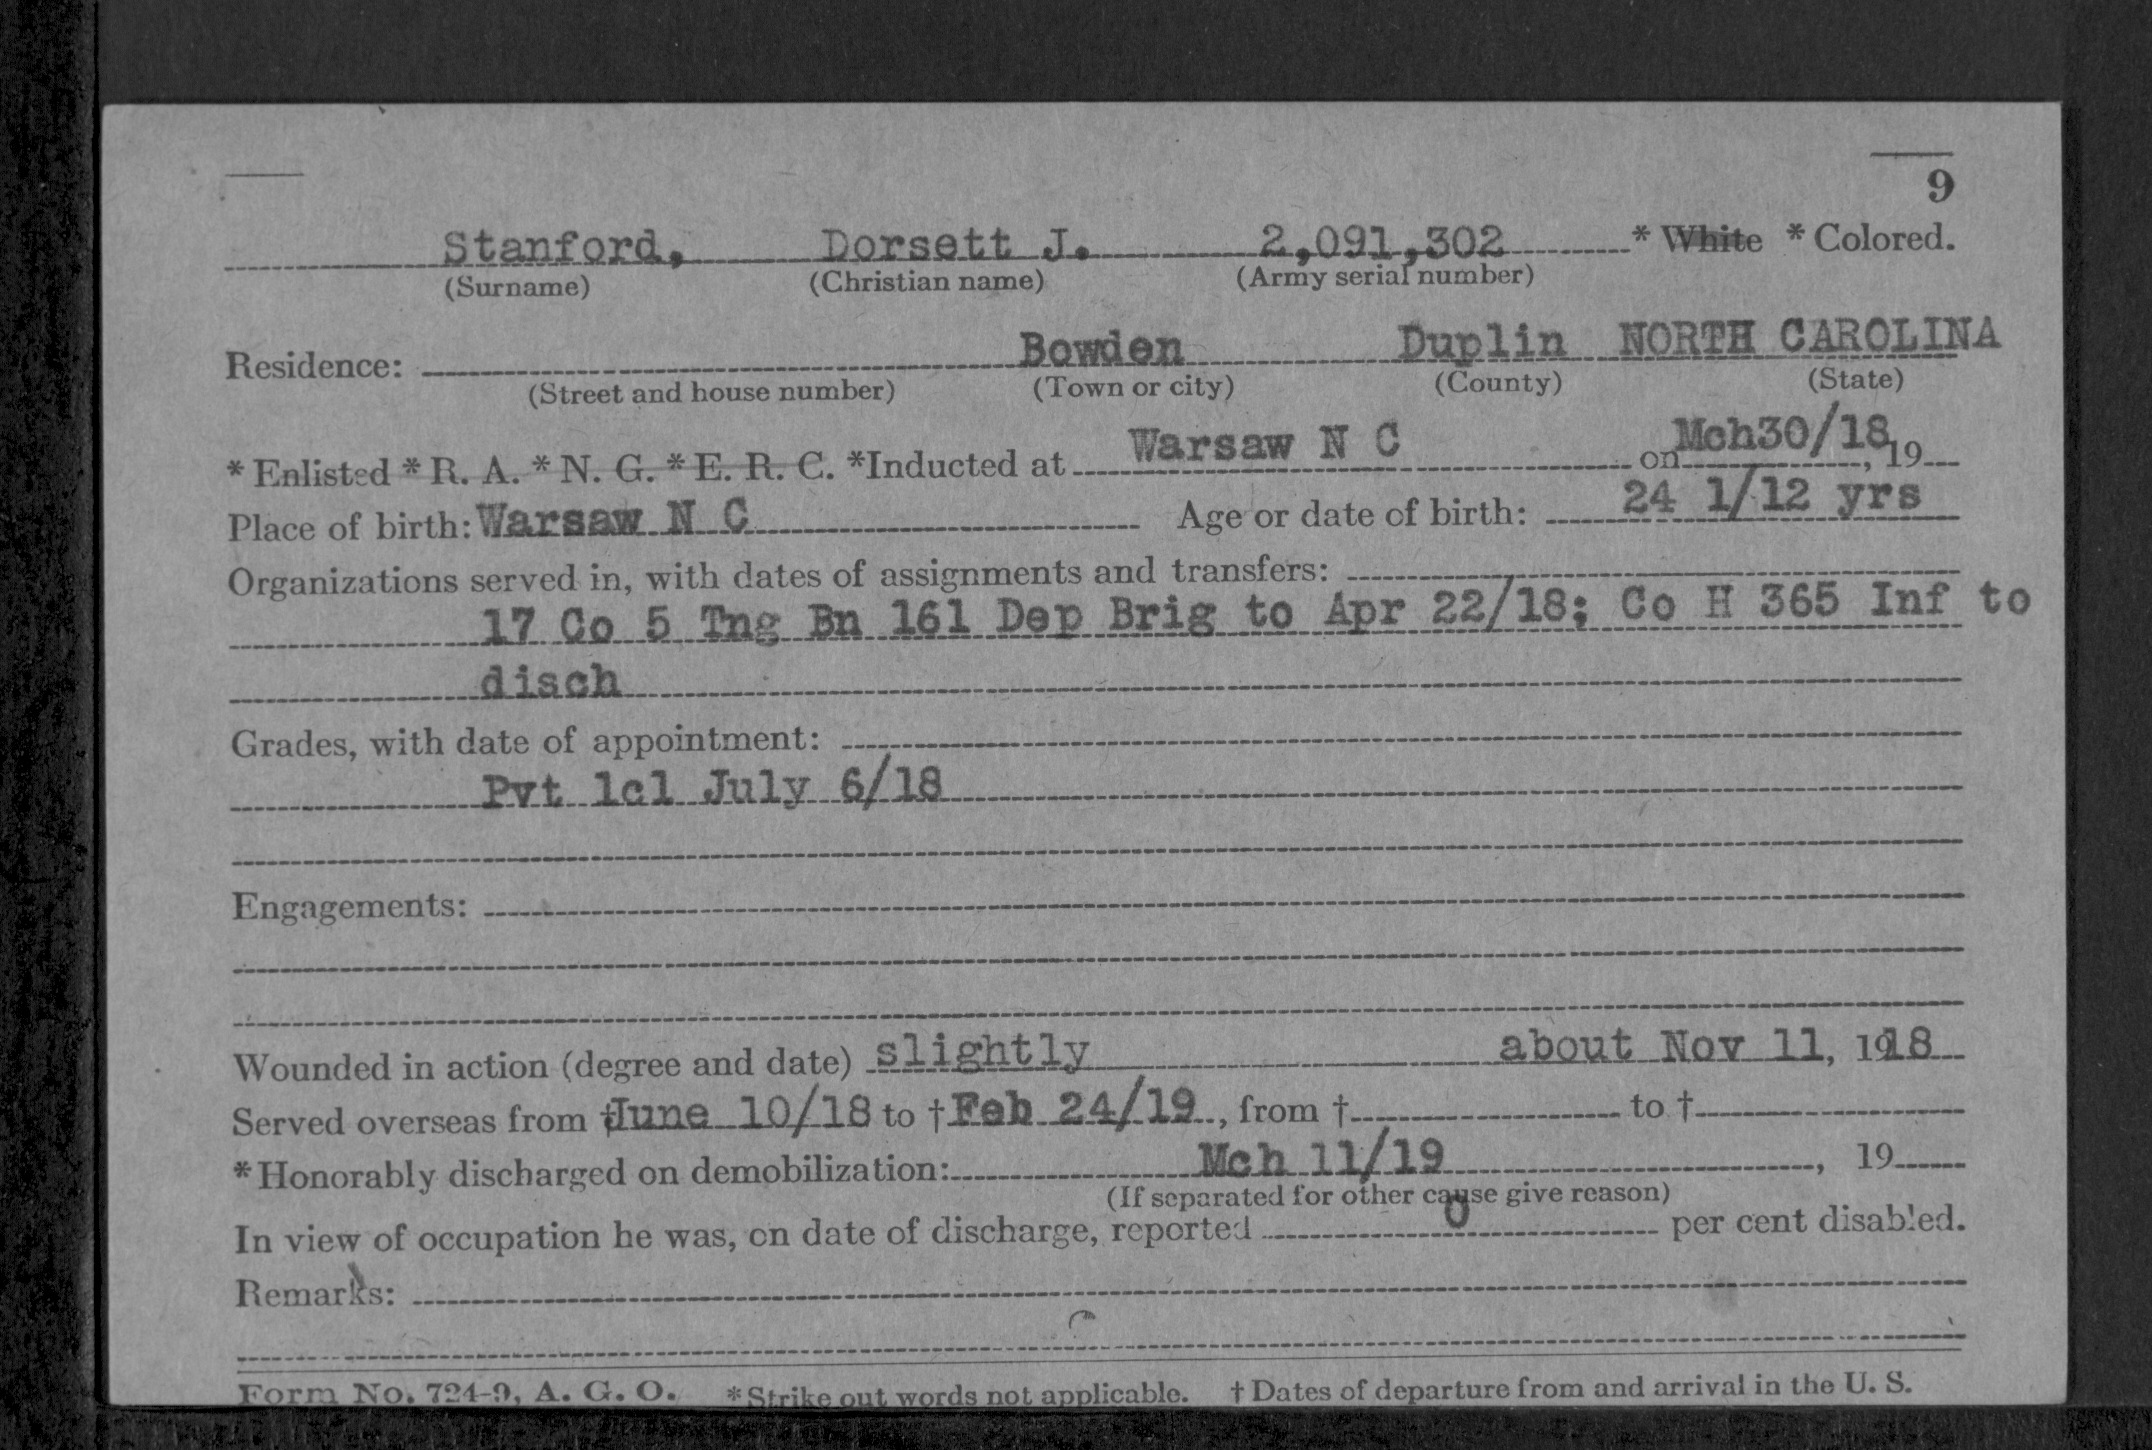 9
Stanford, Dorsett J. 2,091,302 * White * Colored.
(Surname) (Christian name) (Army serial number)
Residence: Bowden Duplin NORTH CAROLINA
(Street and house number) (Town or city) (County) (State)
* Enlisted * R. A. * N. G. * E. R. C. *Inducted at Warsaw N C on Mch30/18, 19
Place of birth: Warsaw N C Age or date of birth: 24 1/12 yrs
Organizations served in, with dates of assignments and transfers:
17 Co 5 Tng Bn 161 Dep Brig to Apr 22/18; Co H 365 Inf to
disch
Grades, with date of appointment:
Pvt 1cl July 6/18
Engagements:
Wounded in action (degree and date) slightly about Nov 11, 1918
Served overseas from † June 10/18 to † Feb 24/19, from † to †
* Honorably discharged on demobilization: Mch 11/19, 19
(If separated for other cause give reason)
In view of occupation he was, on date of discharge, reported 0 per cent disabled.
Remarks:
Form No. 724-9, A. G. O. * Strike out words not applicable. † Dates of departure from and arrival in the U. S.